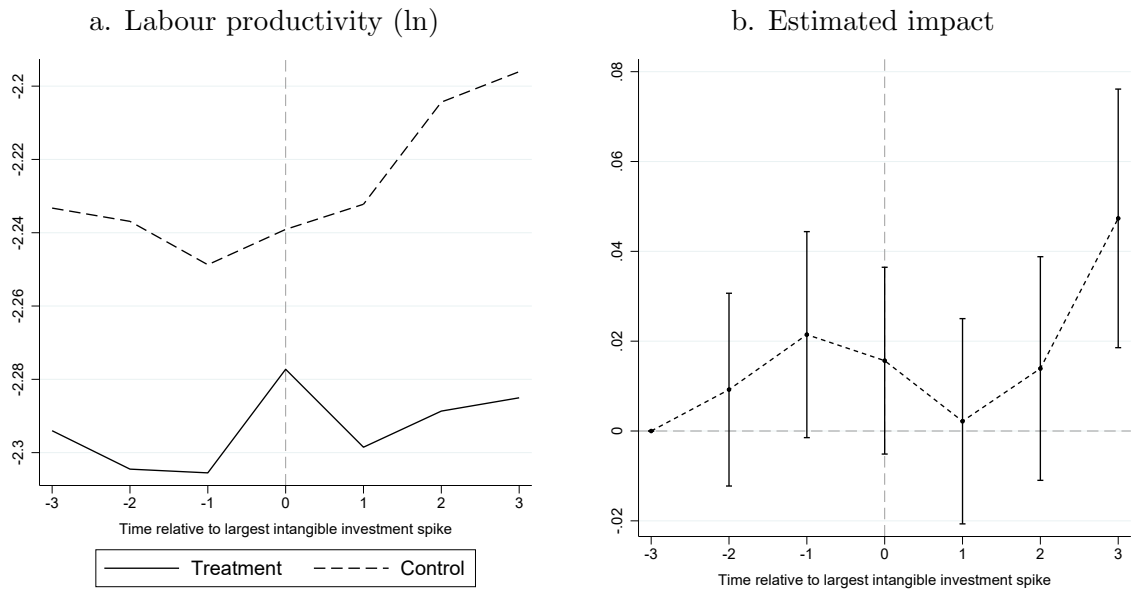 a. Labour productivity (ln)
-2.2
-2.22
-2.24
-2.26
-2.28
-2.3
-3 -2 -1 0 1 2 3
Time relative to largest intangible investment spike
Treatment Control
b. Estimated impact
.08
.06
.04
.02
0
-.02
-3 -2 -1 0 1 2 3
Time relative to largest intangible investment spike